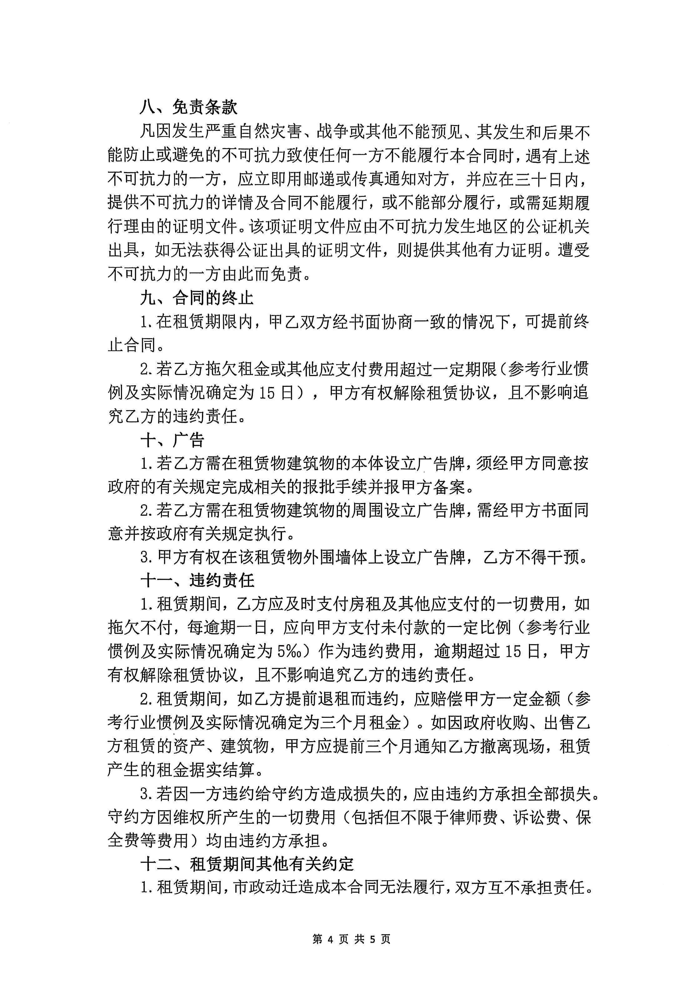 八、免责条款
凡因发生严重自然灾害、战争或其他不能预见、其发生和后果不
能防止或避免的不可抗力致使任何一方不能履行本合同时，遇有上述
不可抗力的一方，应立即用邮递或传真通知对方，并应在三十日内，
提供不可抗力的详情及合同不能履行，或不能部分履行，或需延期履
行理由的证明文件。该项证明文件应由不可抗力发生地区的公证机关
出具，如无法获得公证出具的证明文件，则提供其他有力证明。遭受
不可抗力的一方由此而免责。
九、合同的终止
1.在租赁期限内，甲乙双方经书面协商一致的情况下，可提前终
止合同。
2.若乙方拖欠租金或其他应支付费用超过一定期限（参考行业惯
例及实际情况确定为15日），甲方有权解除租赁协议，且不影响追
究乙方的违约责任。
十、广告
1.若乙方需在租赁物建筑物的本体设立广告牌，须经甲方同意按
政府的有关规定完成相关的报批手续并报甲方备案。
2.若乙方需在租赁物建筑物的周围设立广告牌，需经甲方书面同
意并按政府有关规定执行。
3.甲方有权在该租赁物外围墙体上设立广告牌，乙方不得干预。
十一、违约责任
1.租赁期间，乙方应及时支付房租及其他应支付的一切费用，如
拖欠不付，每逾期一日，应向甲方支付未付款的一定比例（参考行业
惯例及实际情况确定为5‰）作为违约费用，逾期超过15日，甲方
有权解除租赁协议，且不影响追究乙方的违约责任。
2.租赁期间，如乙方提前退租而违约，应赔偿甲方一定金额（参
考行业惯例及实际情况确定为三个月租金）。如因政府收购、出售乙
方租赁的资产、建筑物，甲方应提前三个月通知乙方撤离现场，租赁
产生的租金据实结算。
3.若因一方违约给守约方造成损失的，应由违约方承担全部损失。
守约方因维权所产生的一切费用（包括但不限于律师费、诉讼费、保
全费等费用）均由违约方承担。
十二、租赁期间其他有关约定
1.租赁期间，市政动迁造成本合同无法履行，双方互不承担责任。
第 4 页 共 5 页